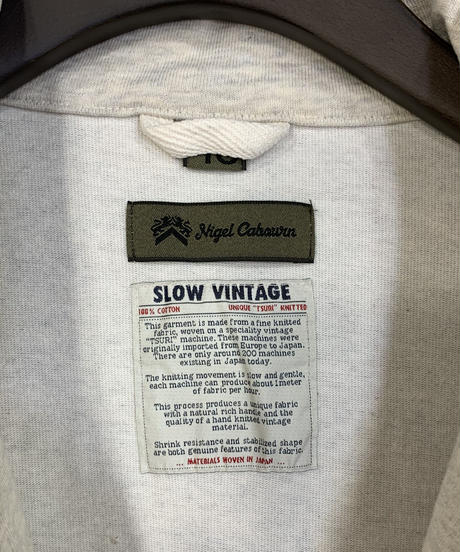 Nigel Cabourn
SLOW VINTAGE
100% COTTON UNIQUE "TSURI" KNITTED
This garment is made from a fine knitted
fabric, woven on a speciality vintage
"TSURI" machine. These machines were
originally imported from Europe to Japan.
There are only around 200 machines
existing in Japan today.
The knitting movement is slow and gentle,
each machine can produce about 1meter
of fabric per hour.
This process produces a unique fabric
with a natural rich handle and the
quality of a hand knitted vintage
material.
Shrink resistance and stabilized shape
are both genuine features of this fabric.
... MATERIALS WOVEN IN JAPAN ...